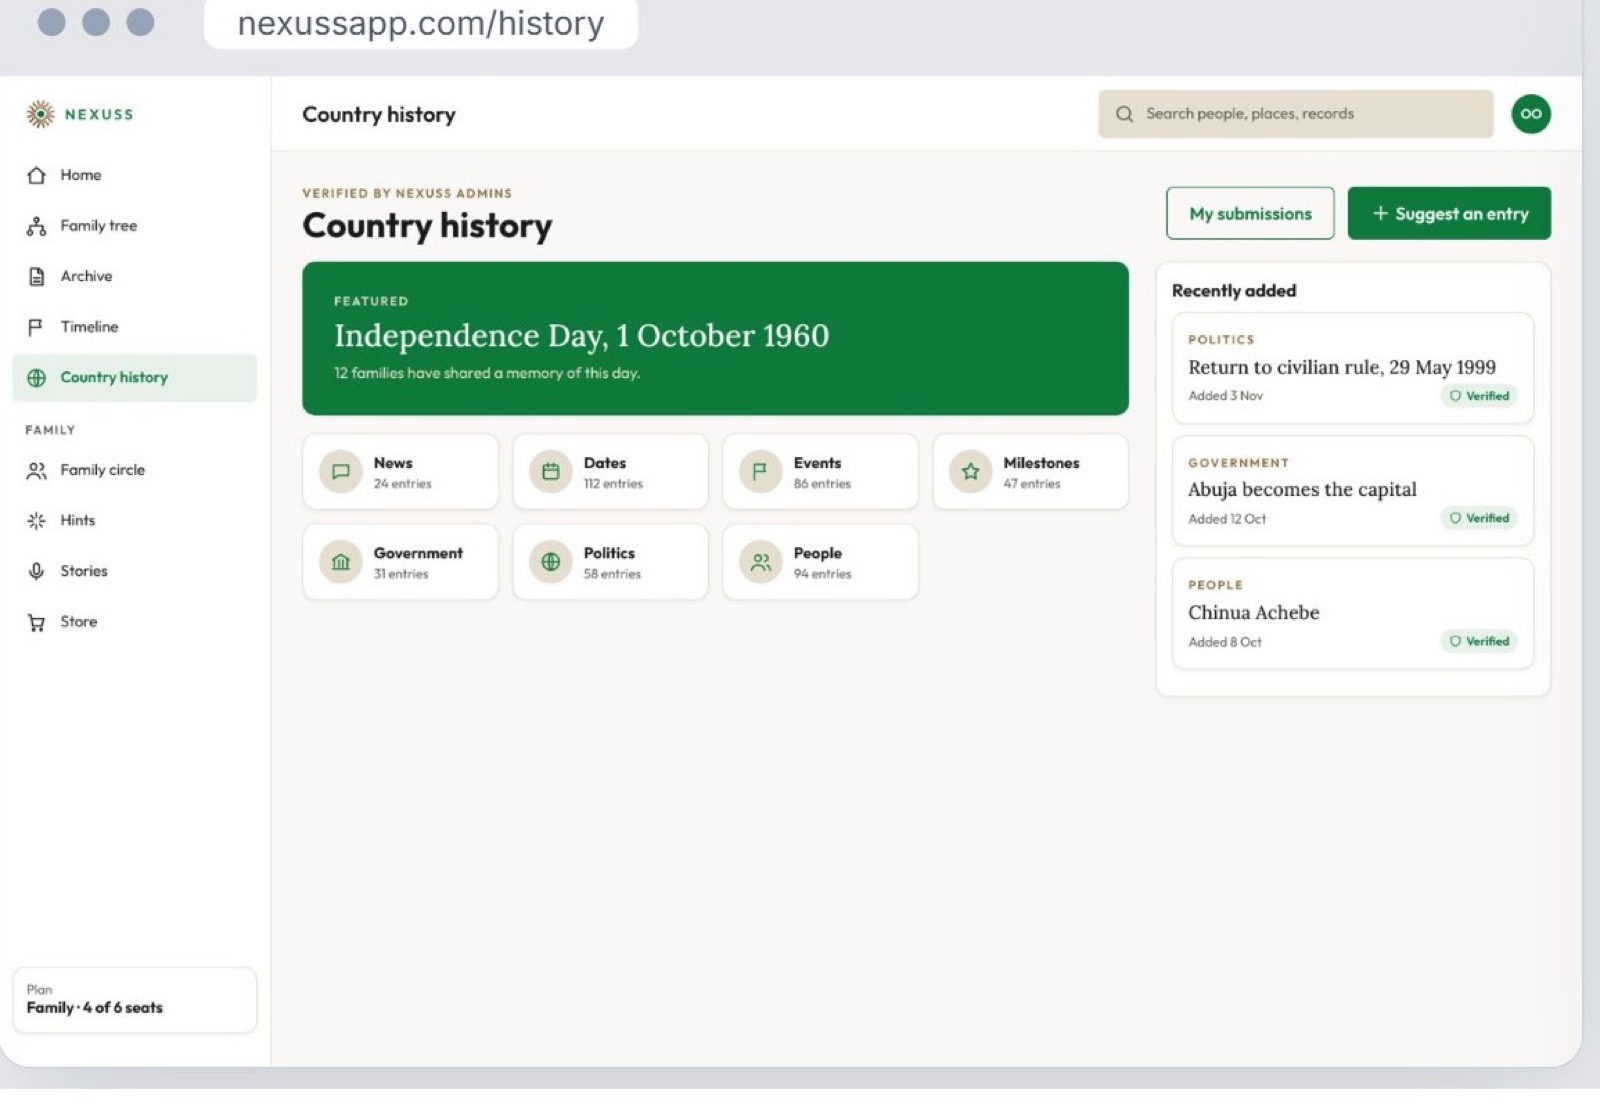 nexussapp.com/history
NEXUSS
Home
Family tree
Archive
Timeline
Country history
FAMILY
Family circle
Hints
Stories
Store
Plan
Family · 4 of 6 seats
Country history
Search people, places, records
OO
VERIFIED BY NEXUSS ADMINS
Country history
My submissions
+ Suggest an entry
FEATURED
Independence Day, 1 October 1960
12 families have shared a memory of this day.
News
24 entries
Dates
112 entries
Events
86 entries
Milestones
47 entries
Government
31 entries
Politics
58 entries
People
94 entries
Recently added
POLITICS
Return to civilian rule, 29 May 1999
Added 3 Nov
Verified
GOVERNMENT
Abuja becomes the capital
Added 12 Oct
Verified
PEOPLE
Chinua Achebe
Added 8 Oct
Verified